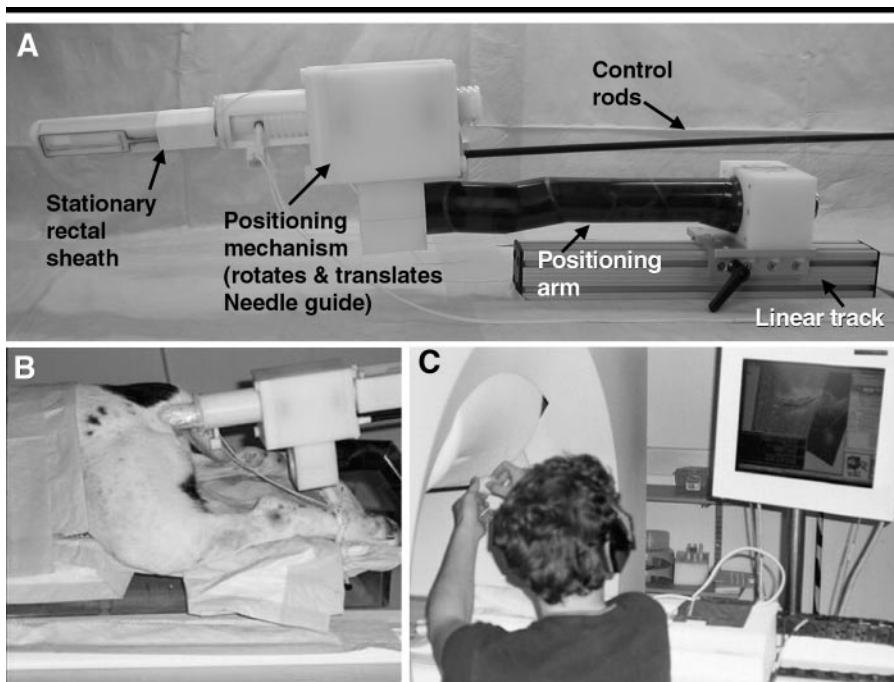 A
Control
rods
Stationary
rectal
sheath
Positioning
mechanism
(rotates & translates
Needle guide)
Positioning
arm
Linear track
B
C